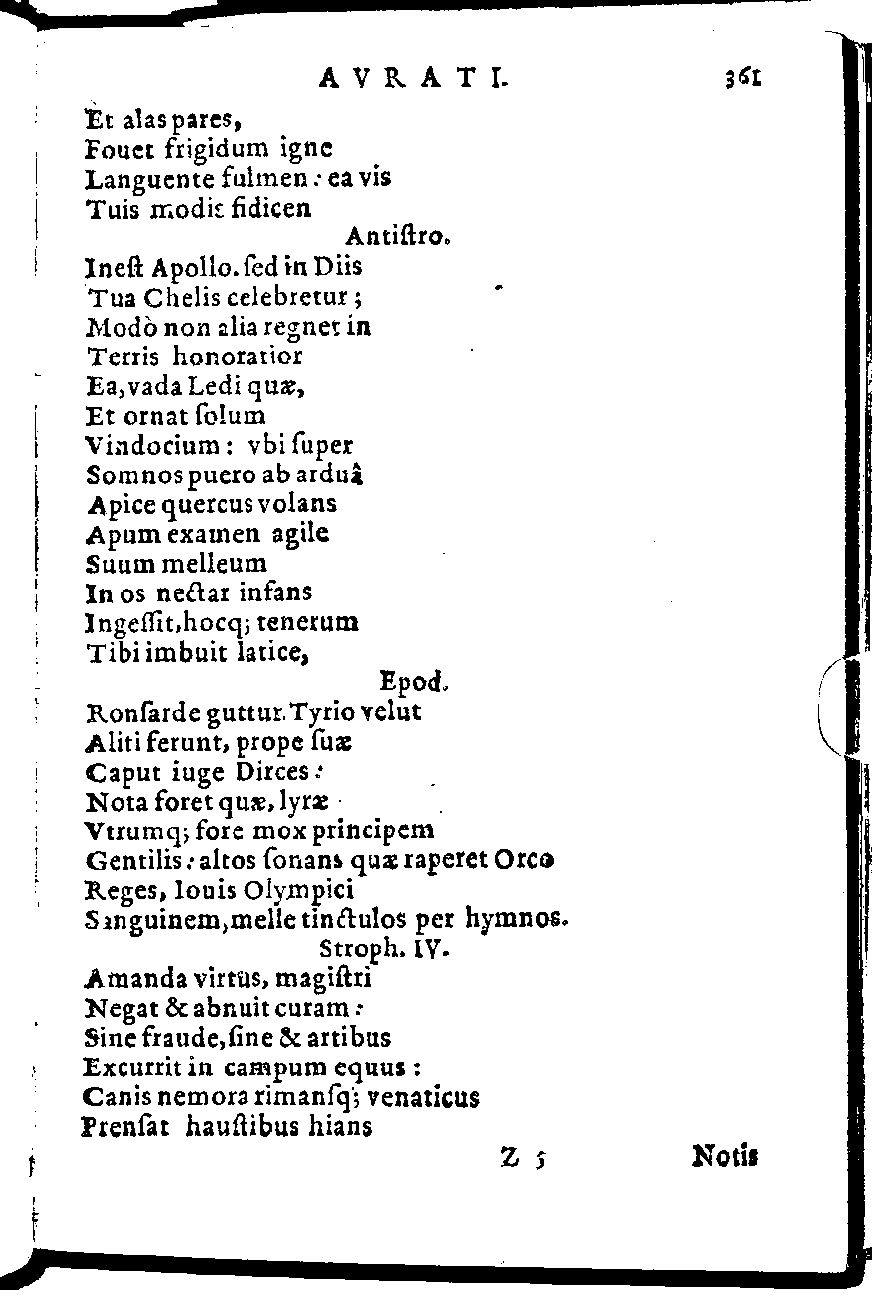 AVRATI. 361
Et alas pares,
Fouet frigidum igne
Languente fulmen: ea vis
Tuis modis fidicen
Antiſtro.
Ineſt Apollo. ſed in Diis
Tua Chelis celebretur;
Modò non alia regnet in
Terris honoratior
Ea, vada Ledi quæ,
Et ornat ſolum
Vindocium: vbi ſuper
Somnos puero ab arduâ
Apice quercus volans
Apum examen agile
Suum melleum
In os nectar infans
Ingeſſit, hocq; tenerum
Tibi imbuit latice,
Epod.
Ronſarde guttur. Tyrio velut
Aliti ferunt, prope ſuæ
Caput iuge Dirces:
Nota foret quæ, lyræ
Vtrumq; fore mox principem
Gentilis: altos ſonans quæ raperet Orco
Reges, Iouis Olympici
Sanguinem, melle tinctulos per hymnos.
Stroph. IV.
Amanda virtus, magiſtri
Negat & abnuit curam:
Sine fraude, ſine & artibus
Excurrit in campum equus:
Canis nemora rimanſq; venaticus
Prenſat hauſtibus hians
Z 5 Notis